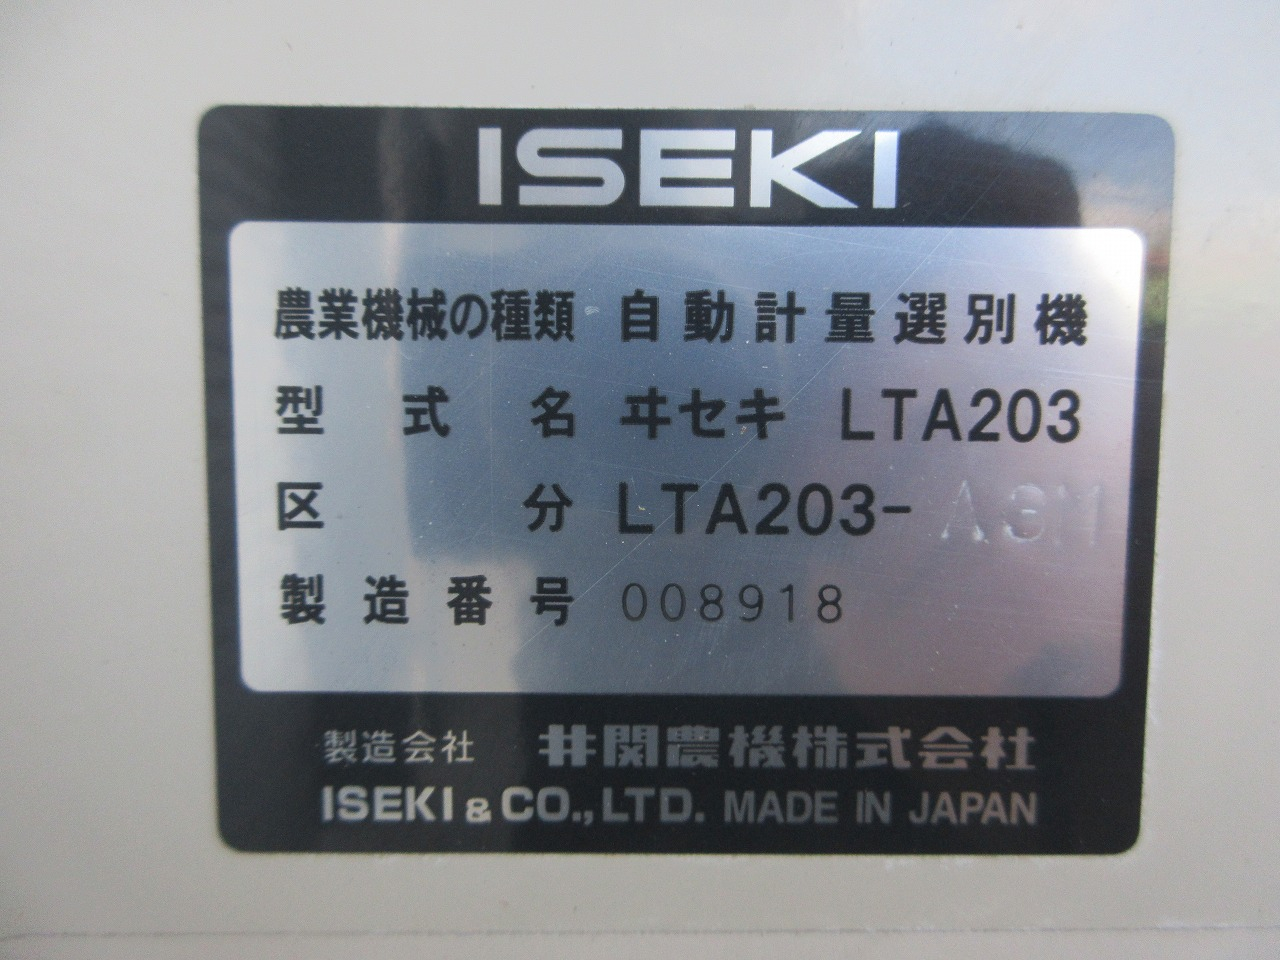 ISEKI
農業機械の種類 自動計量選別機
型式名 ヰセキ LTA203
区分 LTA203-
製造番号 008918
製造会社 井関農機株式会社
ISEKI & CO., LTD. MADE IN JAPAN